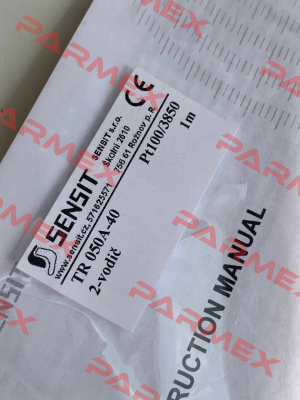 SENSIT
SENSIT s.r.o.
Školní 2610
756 61 Rožnov p. R.
www.sensit.cz, 571625571
CE
TR 050A-40
Pt100/3850
2-vodič
1m
RUCTION MANUAL
PARMEX
PARMEX
PARMEX
PARMEX
PARMEX